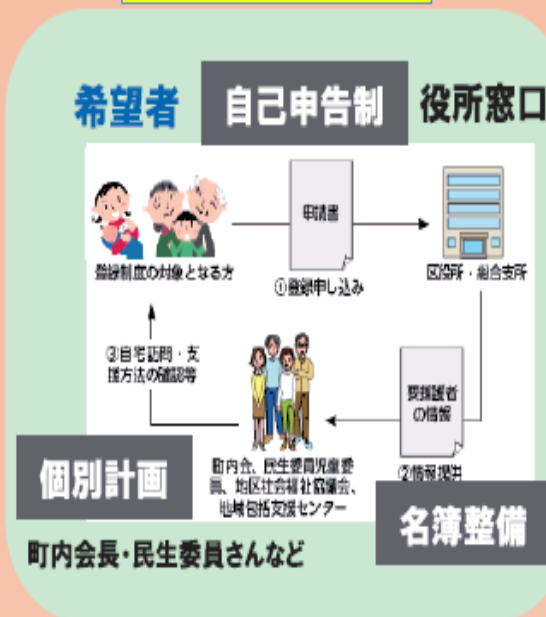 希望者
自己申告制
役所窓口
申請書
登録制度の対象となる方
①登録申し込み
区役所・総合支所
③自宅訪問・支
援方法の確認等
要援護者
の情報
町内会、民生委員児童委
員、地区社会福祉協議会、
地域包括支援センター
②情報提供
個別計画
名簿整備
町内会長・民生委員さんなど